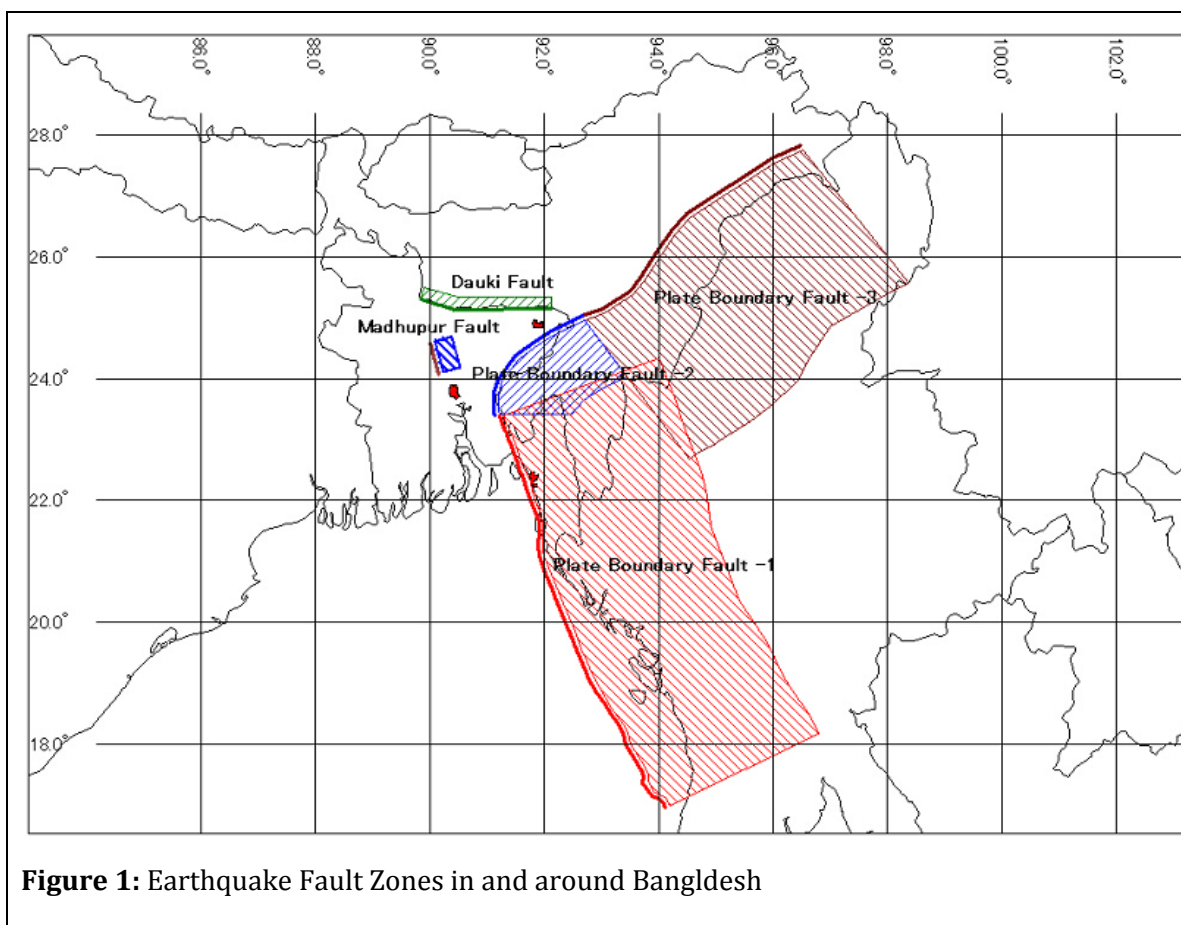 86.0°
90.0°
92.0°
94.0°
96.0°
98.0°
100.0°
102.0°
28.0°
26.0°
Dauki Fault
Plate Boundary Fault -3
Madhupur Fault
24.0°
Plate Boundary Fault -2
22.0°
Plate Boundary Fault -1
20.0°
18.0°
Figure 1: Earthquake Fault Zones in and around Bangldesh